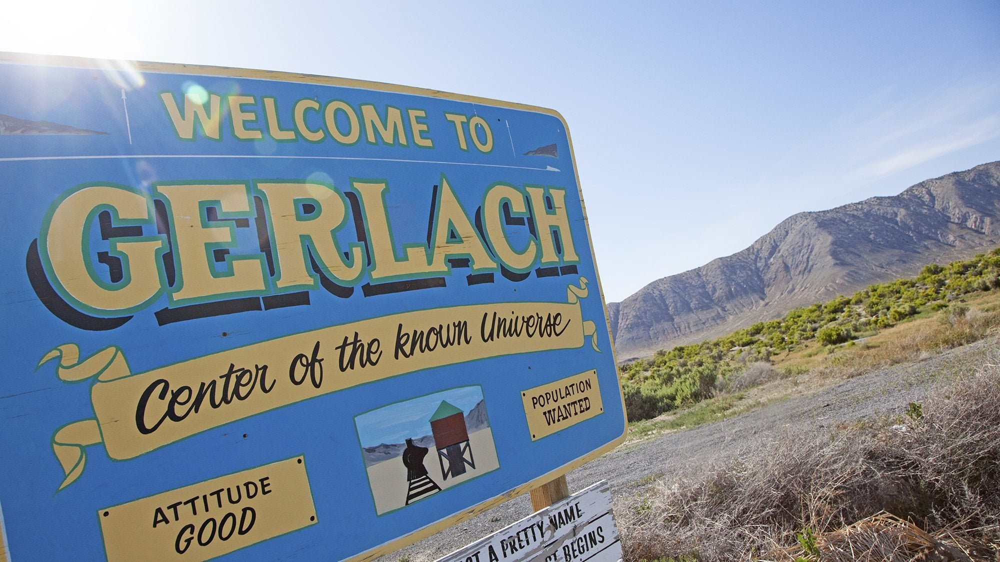 WELCOME TO
GERLACH
Center of the known Universe
POPULATION
WANTED
ATTITUDE
GOOD
A PRETTY NAME
BEGINS